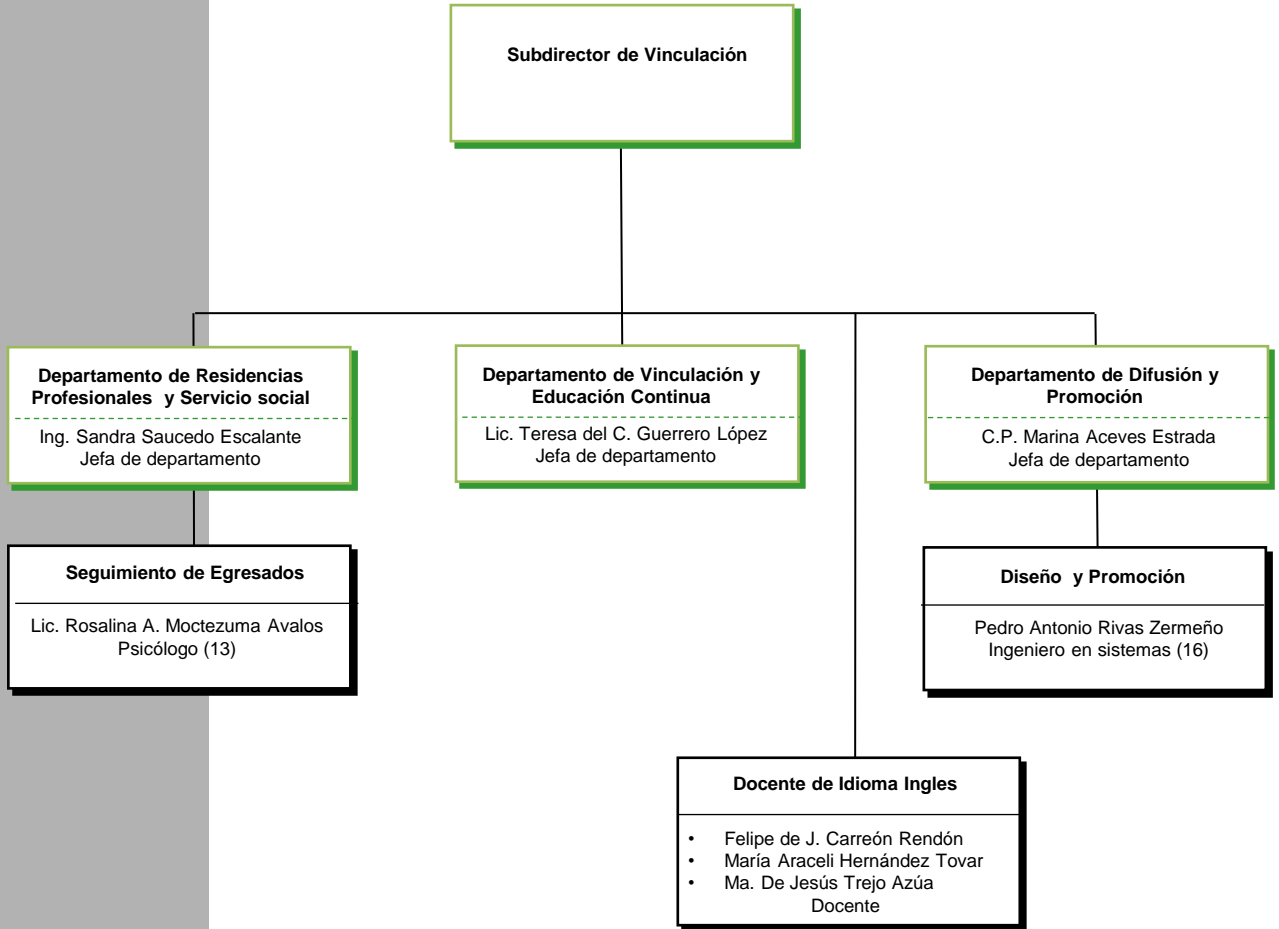 Subdirector de Vinculación
Departamento de Residencias
Profesionales y Servicio social
Ing. Sandra Saucedo Escalante
Jefa de departamento
Departamento de Vinculación y
Educación Continua
Lic. Teresa del C. Guerrero López
Jefa de departamento
Departamento de Difusión y
Promoción
C.P. Marina Aceves Estrada
Jefa de departamento
Seguimiento de Egresados
Lic. Rosalina A. Moctezuma Avalos
Psicólogo (13)
Diseño y Promoción
Pedro Antonio Rivas Zermeño
Ingeniero en sistemas (16)
Docente de Idioma Ingles
• Felipe de J. Carreón Rendón
• María Araceli Hernández Tovar
• Ma. De Jesús Trejo Azúa
Docente